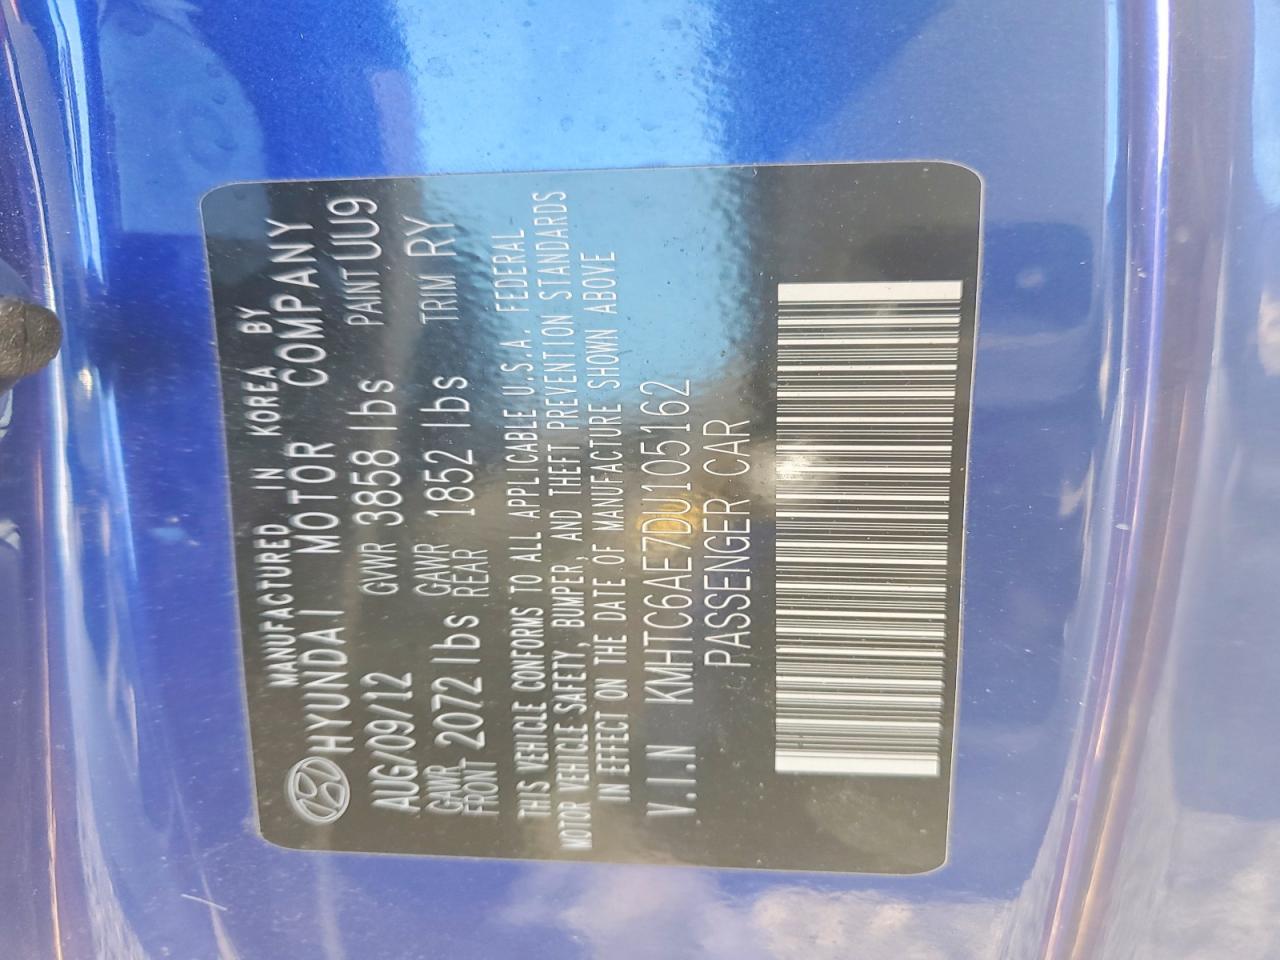 MANUFACTURED IN KOREA BY
HYUNDAI MOTOR COMPANY
AUG/09/12 GVWR 3858 lbs PAINT UU9
GAWR FRONT 2072 lbs GAWR REAR 1852 lbs TRIM RY
THIS VEHICLE CONFORMS TO ALL APPLICABLE U.S.A. FEDERAL
MOTOR VEHICLE SAFETY, BUMPER, AND THEFT PREVENTION STANDARDS
IN EFFECT ON THE DATE OF MANUFACTURE SHOWN ABOVE
V.I.N KMHTC6AE7DU105162
PASSENGER CAR